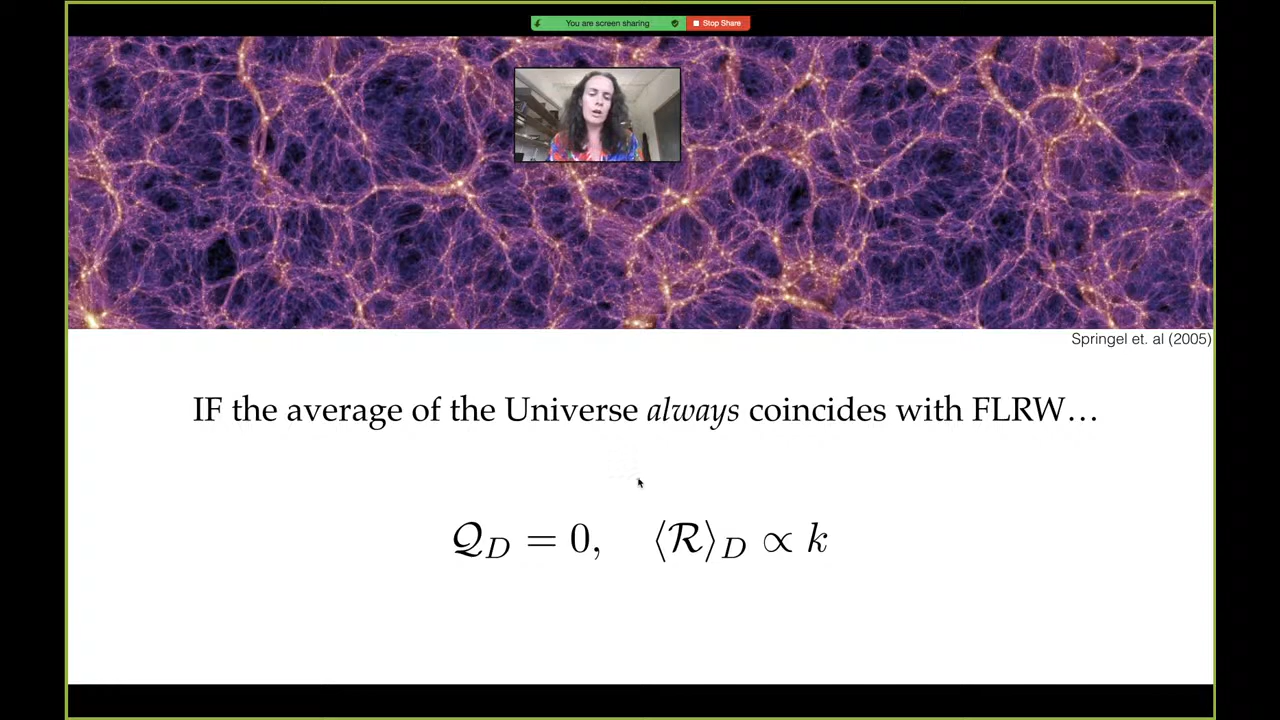 You are screen sharing
Stop Share
Springel et. al (2005)
IF the average of the Universe always coincides with FLRW…
𝒬_D = 0, ⟨ℛ⟩_D ∝ k